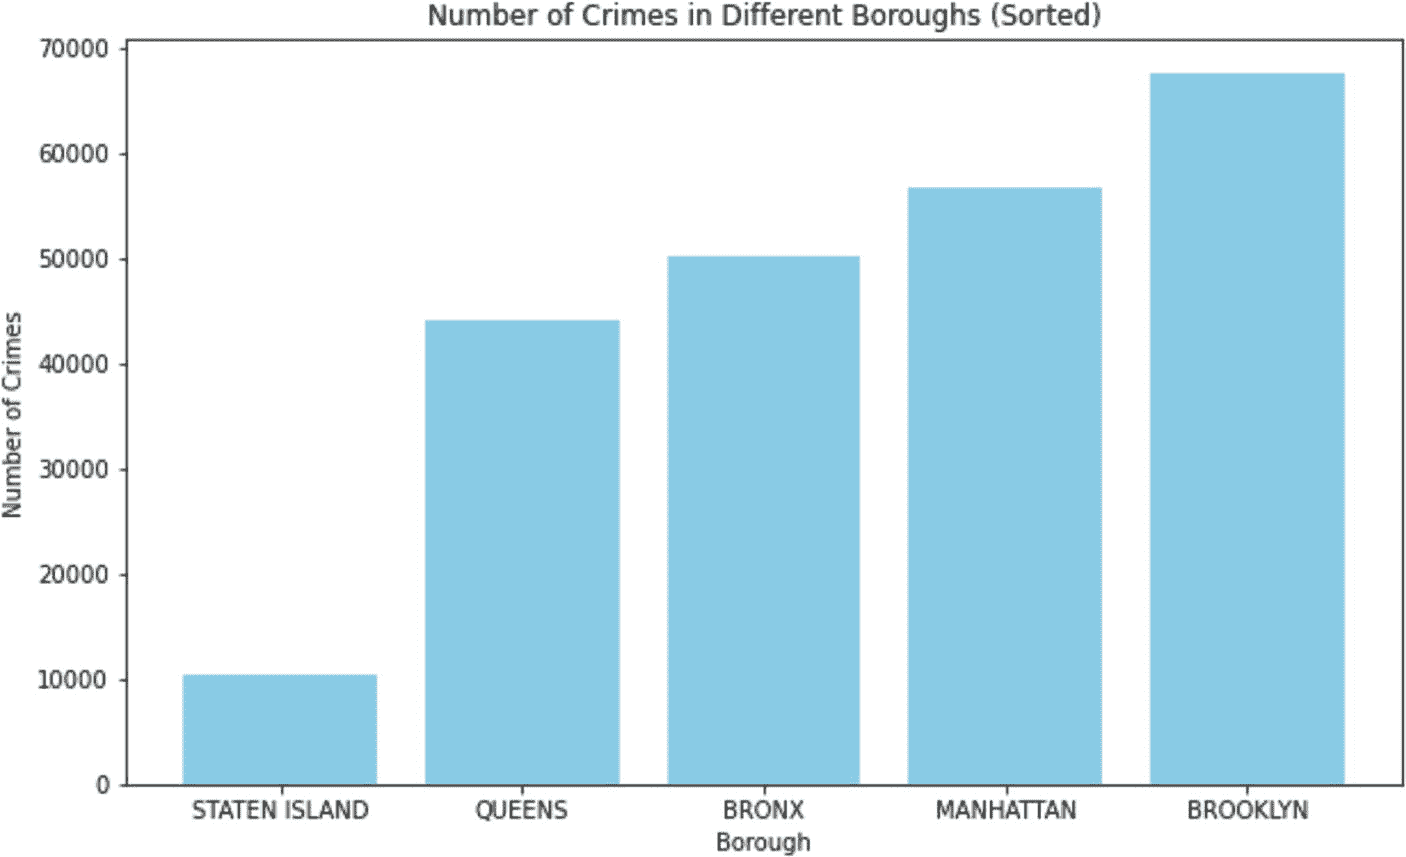 Number of Crimes in Different Boroughs (Sorted)
Number of Crimes
70000
60000
50000
40000
30000
20000
10000
0
STATEN ISLAND QUEENS BRONX MANHATTAN BROOKLYN
Borough